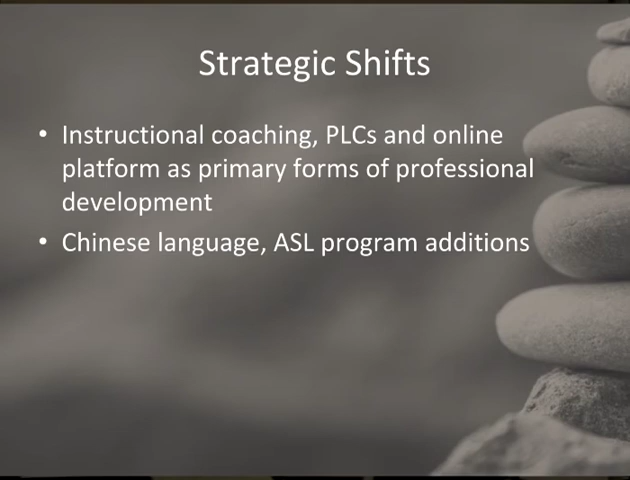 Strategic Shifts
• Instructional coaching, PLCs and online
platform as primary forms of professional
development
• Chinese language, ASL program additions